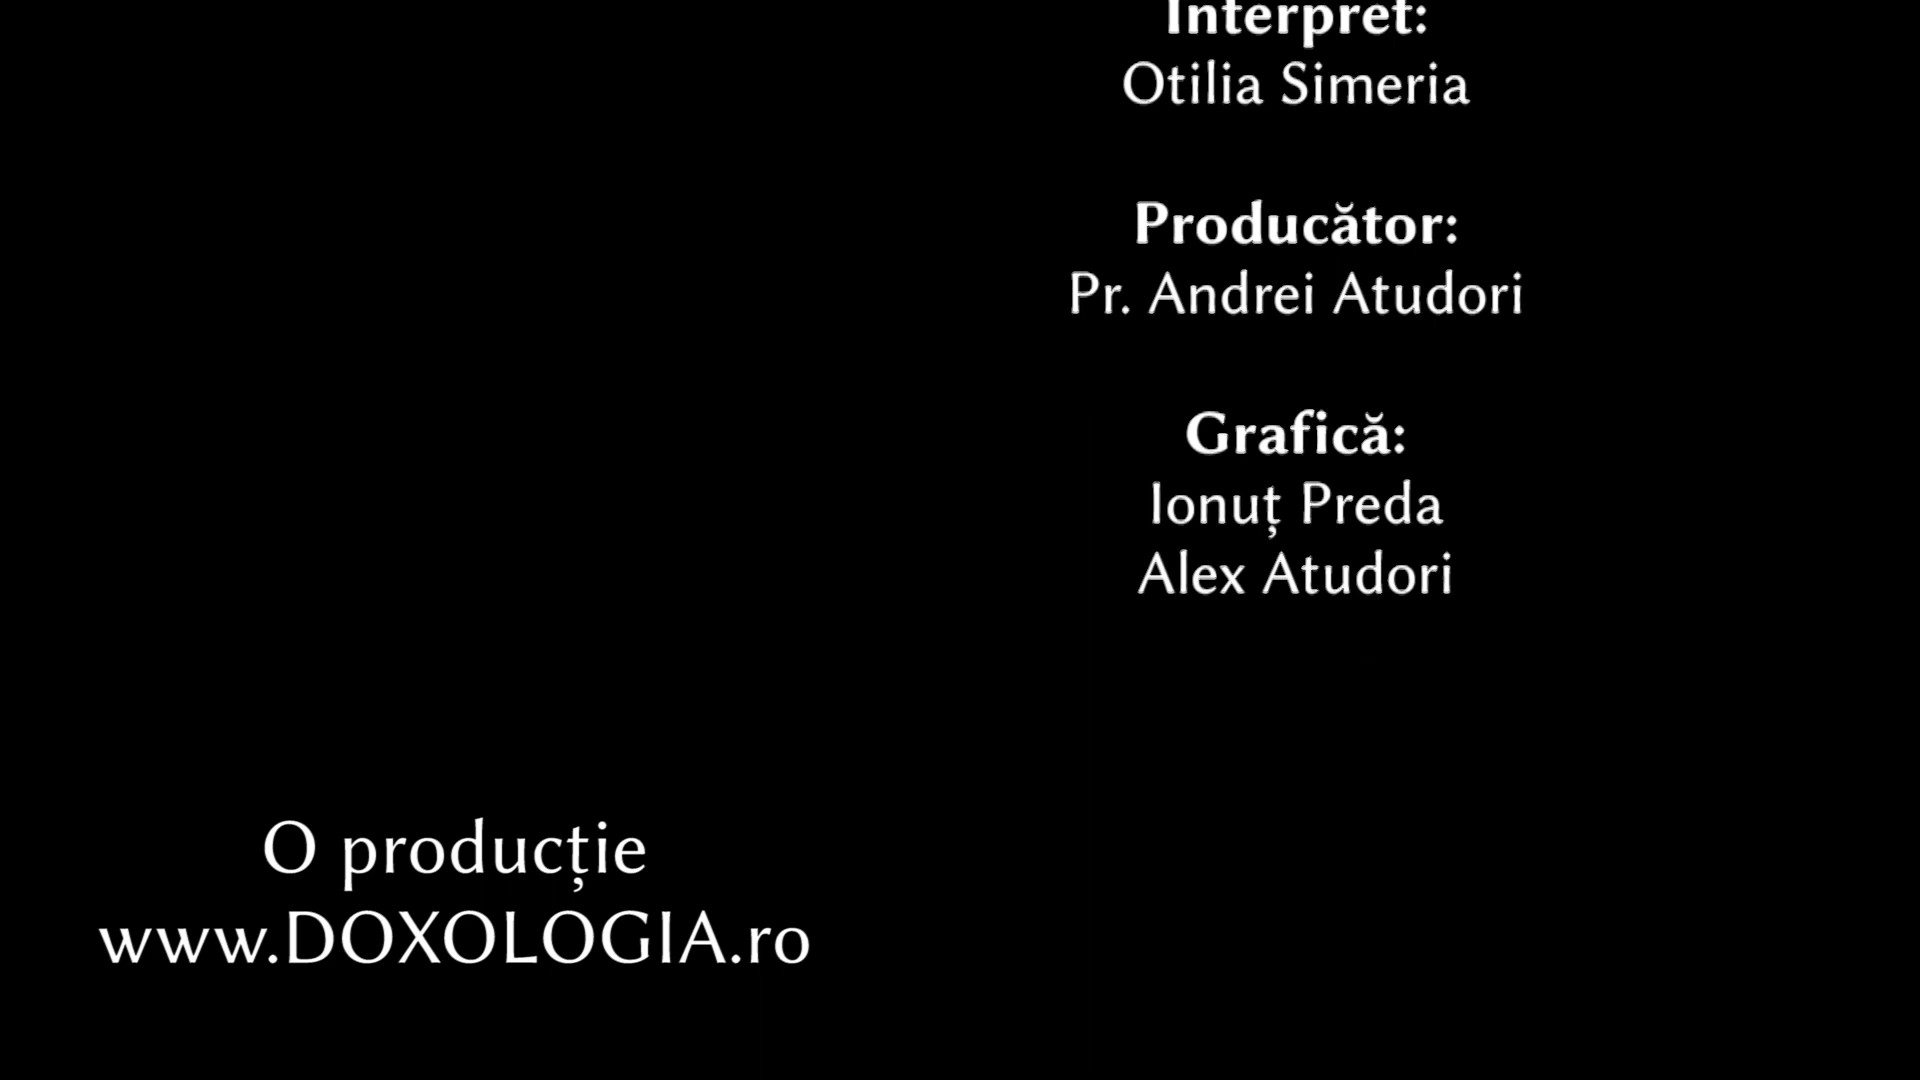 Interpret:
Otilia Simeria
Producător:
Pr. Andrei Atudori
Grafică:
Ionuț Preda
Alex Atudori
O producție
www.DOXOLOGIA.ro